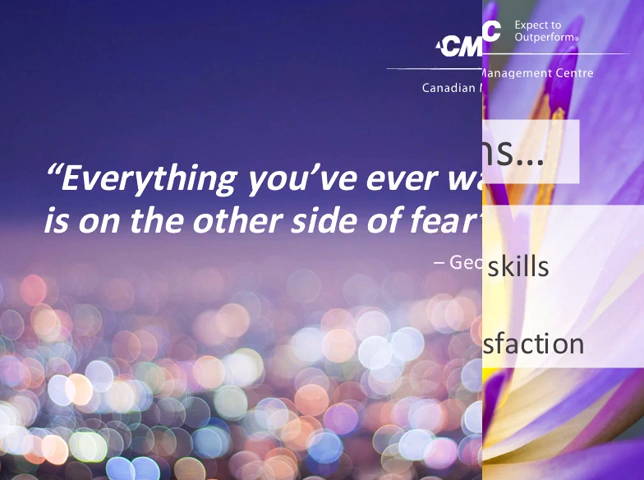 CMC Expect to
Outperform®
Canadian Management Centre
ns...
“Everything you’ve ever wa
is on the other side of fear”
– Geo
skills
sfaction